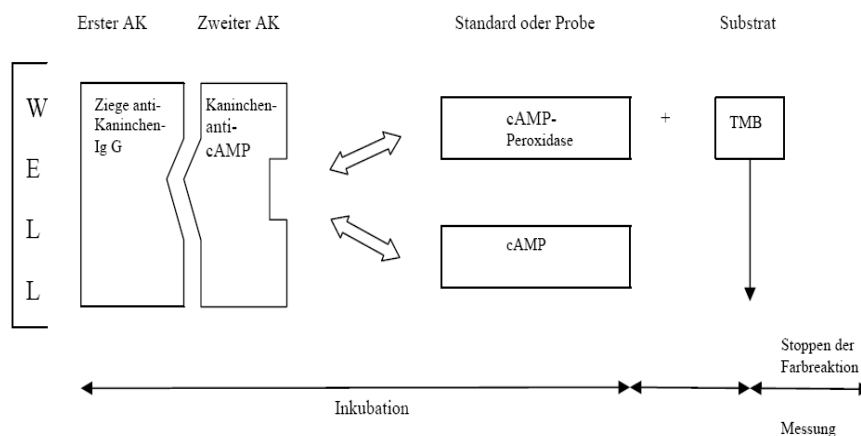 Erster AK
Zweiter AK
Standard oder Probe
Substrat
W
E
L
L
Ziege anti-
Kaninchen-
Ig G
Kaninchen-
anti-
cAMP
cAMP-
Peroxidase
+
TMB
cAMP
Stoppen der
Farbreaktion
Inkubation
Messung